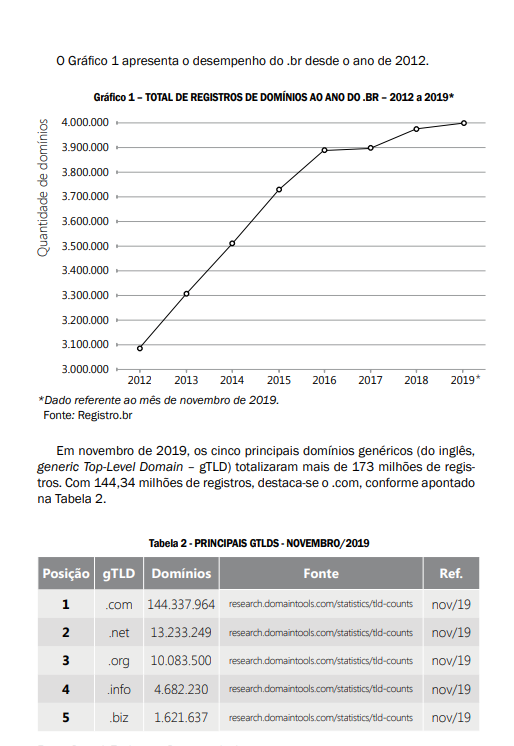 O Gráfico 1 apresenta o desempenho do .br desde o ano de 2012.
Gráfico 1 – TOTAL DE REGISTROS DE DOMÍNIOS AO ANO DO .BR – 2012 a 2019*
Quantidade de domínios
4.000.000
3.900.000
3.800.000
3.700.000
3.600.000
3.500.000
3.400.000
3.300.000
3.200.000
3.100.000
3.000.000
2012 2013 2014 2015 2016 2017 2018 2019*
*Dado referente ao mês de novembro de 2019.
Fonte: Registro.br
Em novembro de 2019, os cinco principais domínios genéricos (do inglês,
generic Top-Level Domain – gTLD) totalizaram mais de 173 milhões de regis-
tros. Com 144,34 milhões de registros, destaca-se o .com, conforme apontado
na Tabela 2.
Tabela 2 - PRINCIPAIS GTLDS - NOVEMBRO/2019
Posição gTLD Domínios Fonte Ref.
1 .com 144.337.964 research.domaintools.com/statistics/tld-counts nov/19
2 .net 13.233.249 research.domaintools.com/statistics/tld-counts nov/19
3 .org 10.083.500 research.domaintools.com/statistics/tld-counts nov/19
4 .info 4.682.230 research.domaintools.com/statistics/tld-counts nov/19
5 .biz 1.621.637 research.domaintools.com/statistics/tld-counts nov/19